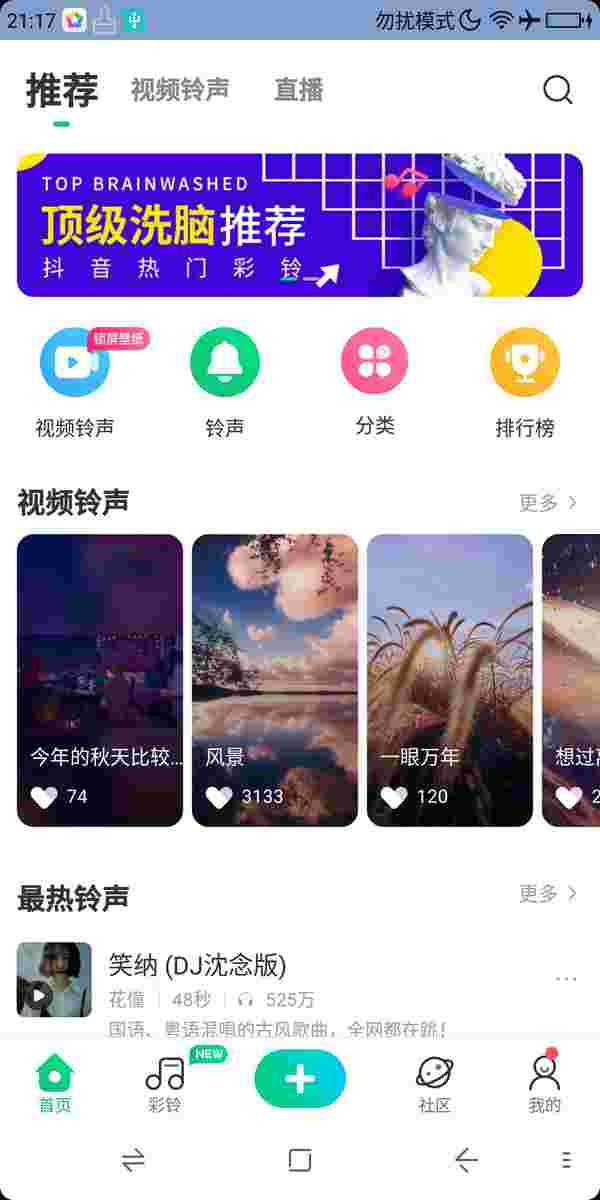 21:17
勿扰模式
推荐 视频铃声 直播
TOP BRAINWASHED
顶级洗脑推荐
抖音热门彩铃
锁屏壁纸
视频铃声 铃声 分类 排行榜
视频铃声 更多
今年的秋天比较... 风景 一眼万年
74 3133 120
最热铃声 更多
笑纳 (DJ沈念版)
花僮 48秒 525万
国语、粤语混唱的古风歌曲，全网都在跳！
NEW
首页 彩铃 社区 我的